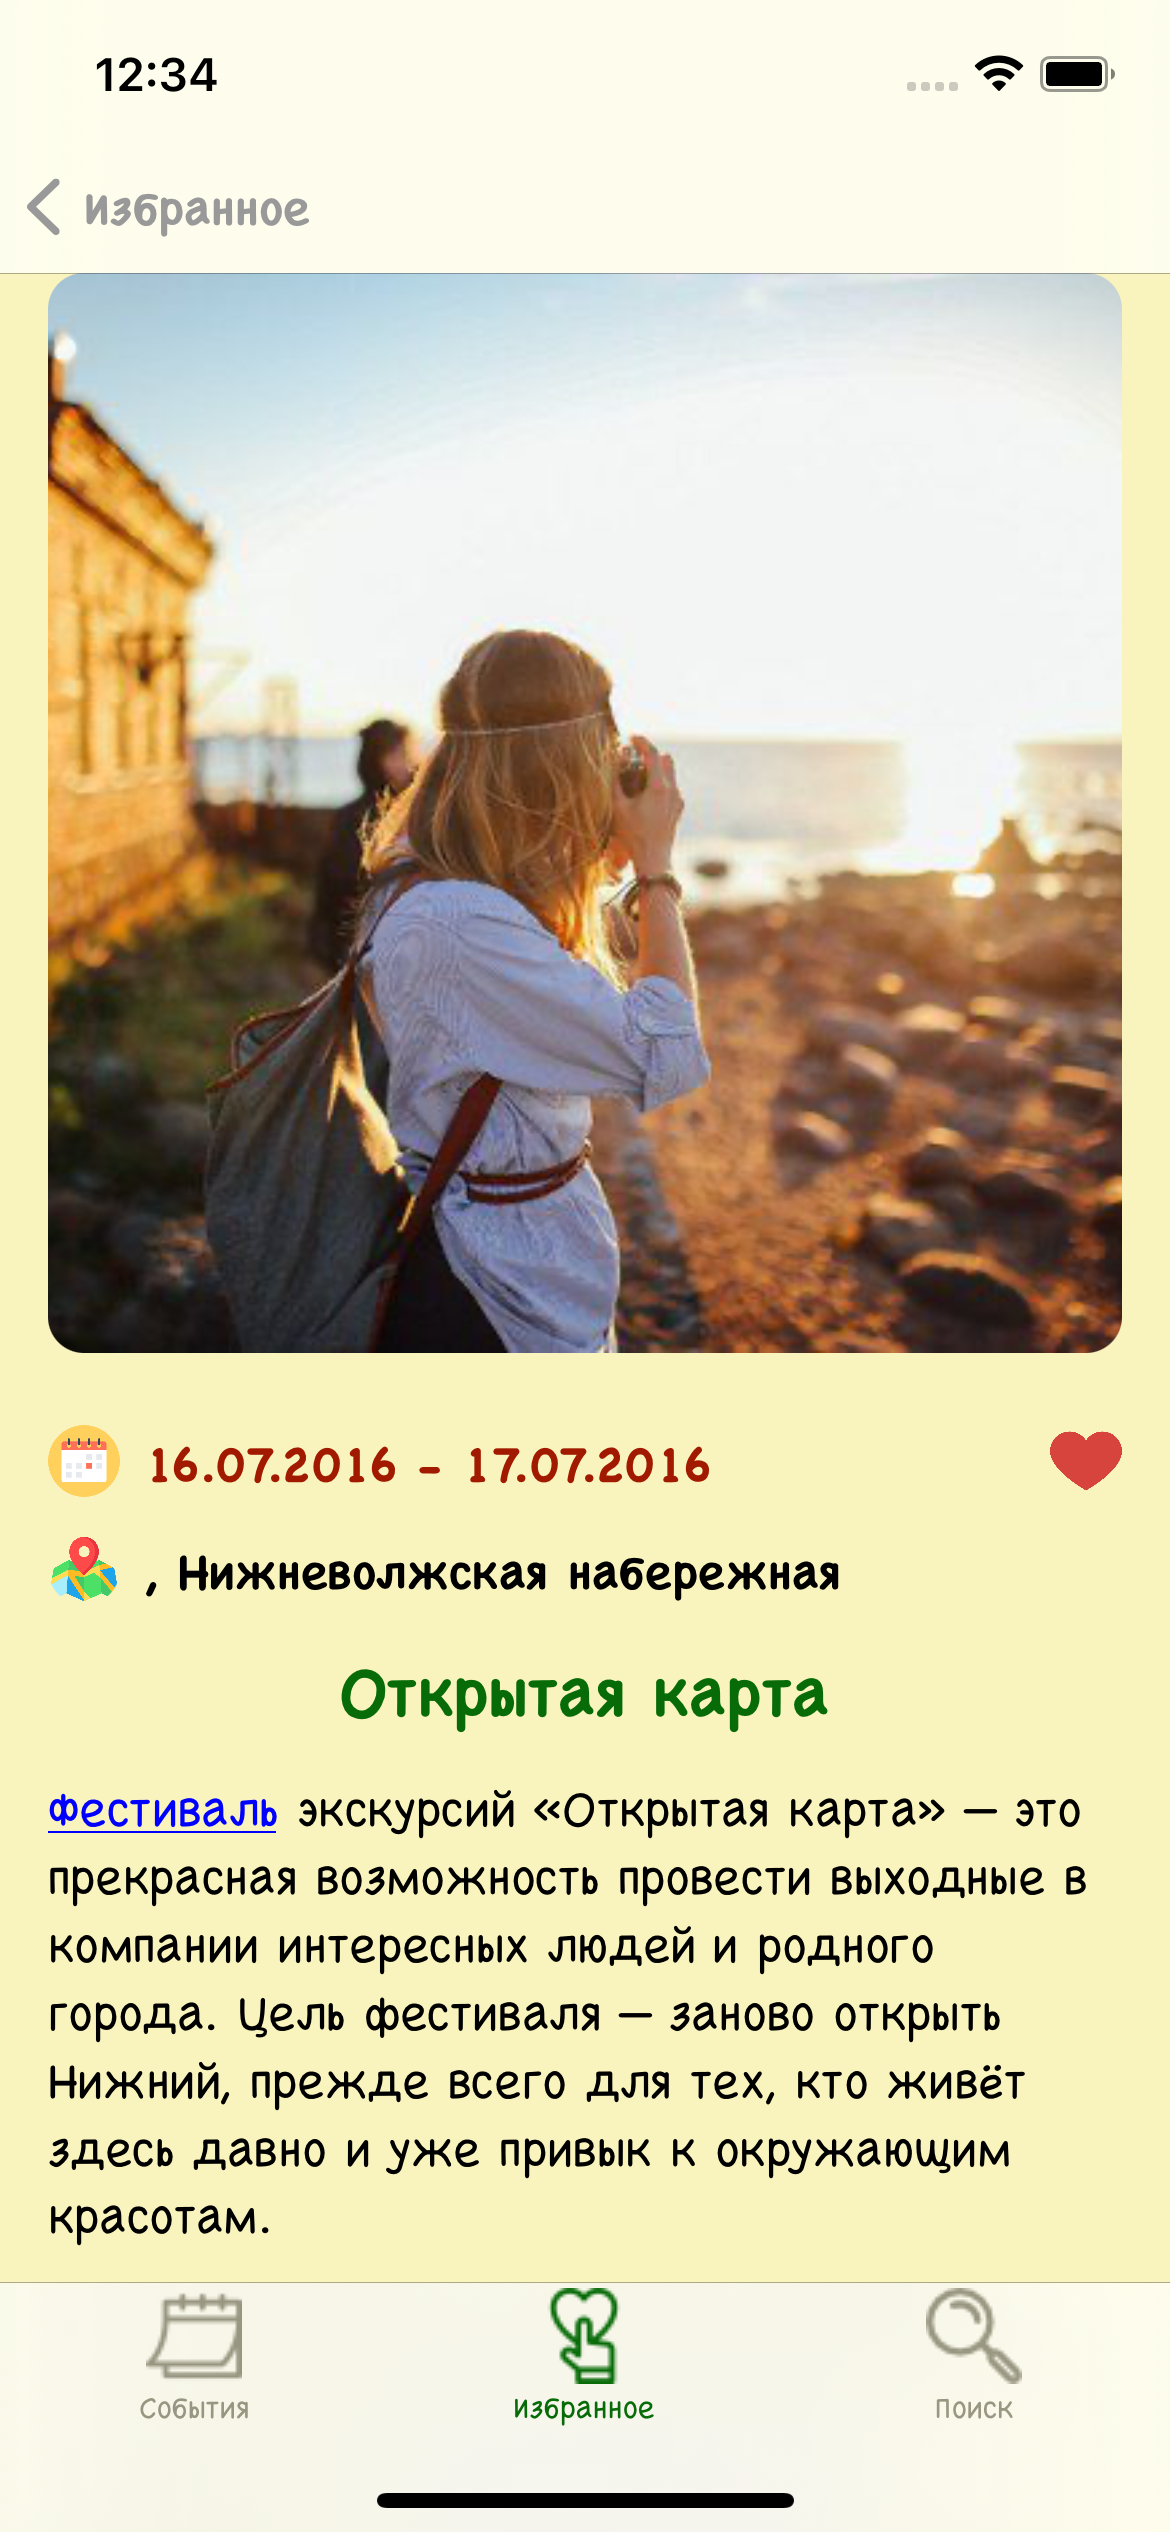 12:34
Избранное
16.07.2016 – 17.07.2016
, Нижневолжская набережная
Открытая карта
Фестиваль экскурсий «Открытая карта» — это
прекрасная возможность провести выходные в
компании интересных людей и родного
города. Цель фестиваля — заново открыть
Нижний, прежде всего для тех, кто живёт
здесь давно и уже привык к окружающим
красотам.
События
Избранное
Поиск